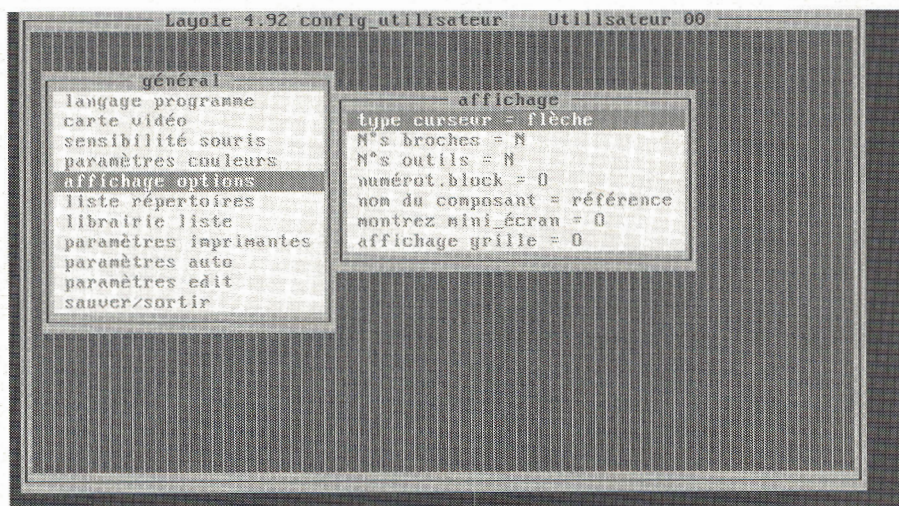 Layo1e 4.92 config_utilisateur Utilisateur 00
général
langage programme
carte vidéo
sensibilité souris
paramètres couleurs
affichage options
liste répertoires
librairie liste
paramètres imprimantes
paramètres auto
paramètres edit
sauver/sortir
affichage
type curseur = flèche
N°s broches = N
N°s outils = N
numérot.block = O
nom du composant = référence
montrez mini_écran = O
affichage grille = O